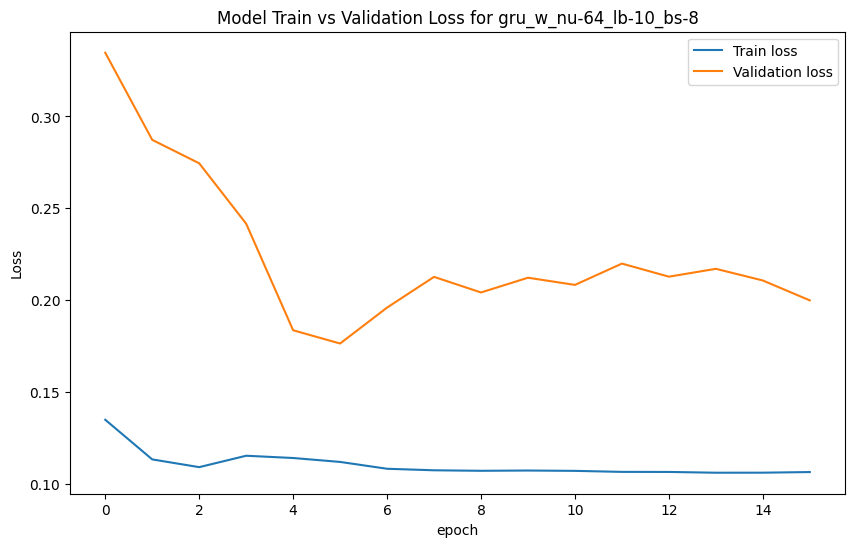 Model Train vs Validation Loss for gru_w_nu-64_lb-10_bs-8
Train loss
Validation loss
0.30
0.25
0.20
0.15
0.10
Loss
0 2 4 6 8 10 12 14
epoch